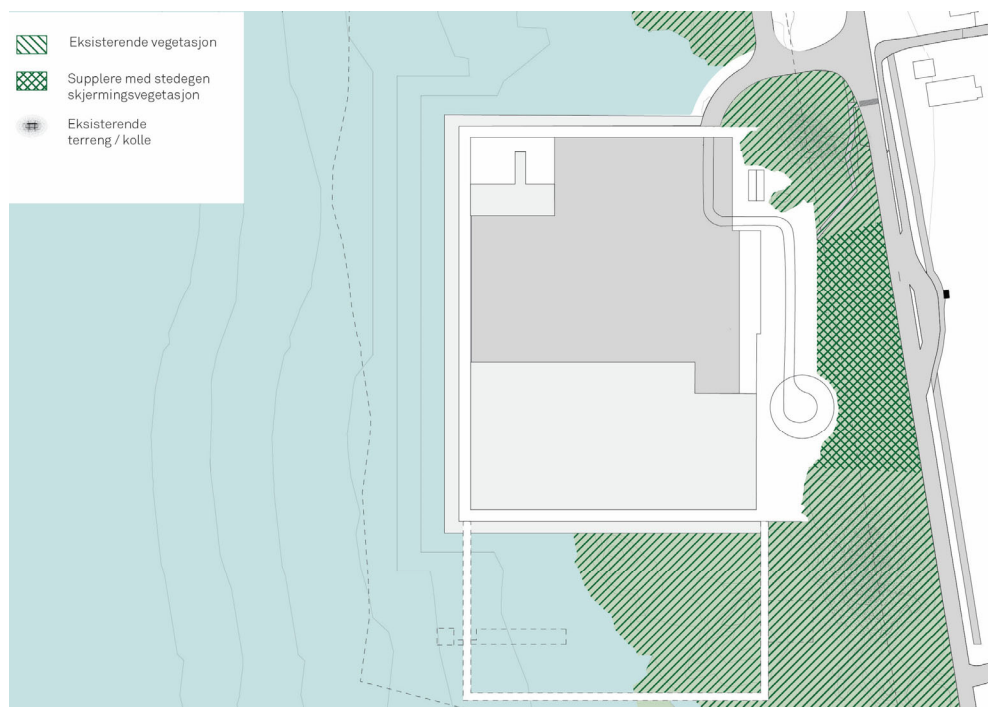 Eksisterende vegetasjon
Supplere med stedegen
skjermingsvegetasjon
Eksisterende
terreng / kolle